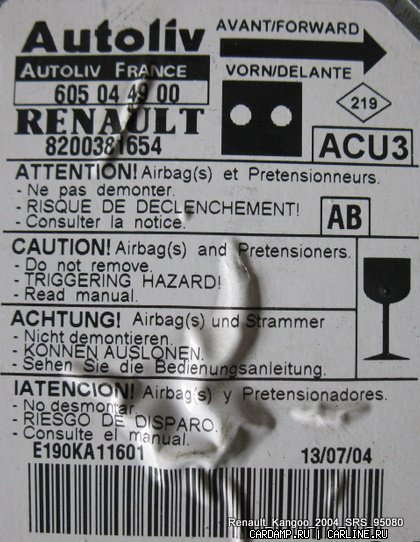 Autoliv
AVANT/FORWARD
AUTOLIV FRANCE
VORN/DELANTE
605 04 49 00
219
RENAULT
8200381654
ACU3
ATTENTION! Airbag(s) et Pretensionneurs.
- Ne pas demonter.
- RISQUE DE DECLENCHEMENT!
- Consulter la notice.
AB
CAUTION! Airbag(s) and Pretensioners.
- Do not remove.
- TRIGGERING HAZARD!
- Read manual.
ACHTUNG! Airbag(s) und Strammer
- Nicht demontieren.
- KONNEN AUSLONEN.
- Sehen Sie die Bedienungsanleitung.
IATENCION! Airbag(s) y Pretensionadores.
- No desmontar.
- RIESGO DE DISPARO.
- Consulte el manual.
E190KA11601
13/07/04
Renault_Kangoo_2004_SRS_95080
CARDAMP.RU | CARLINE.RU